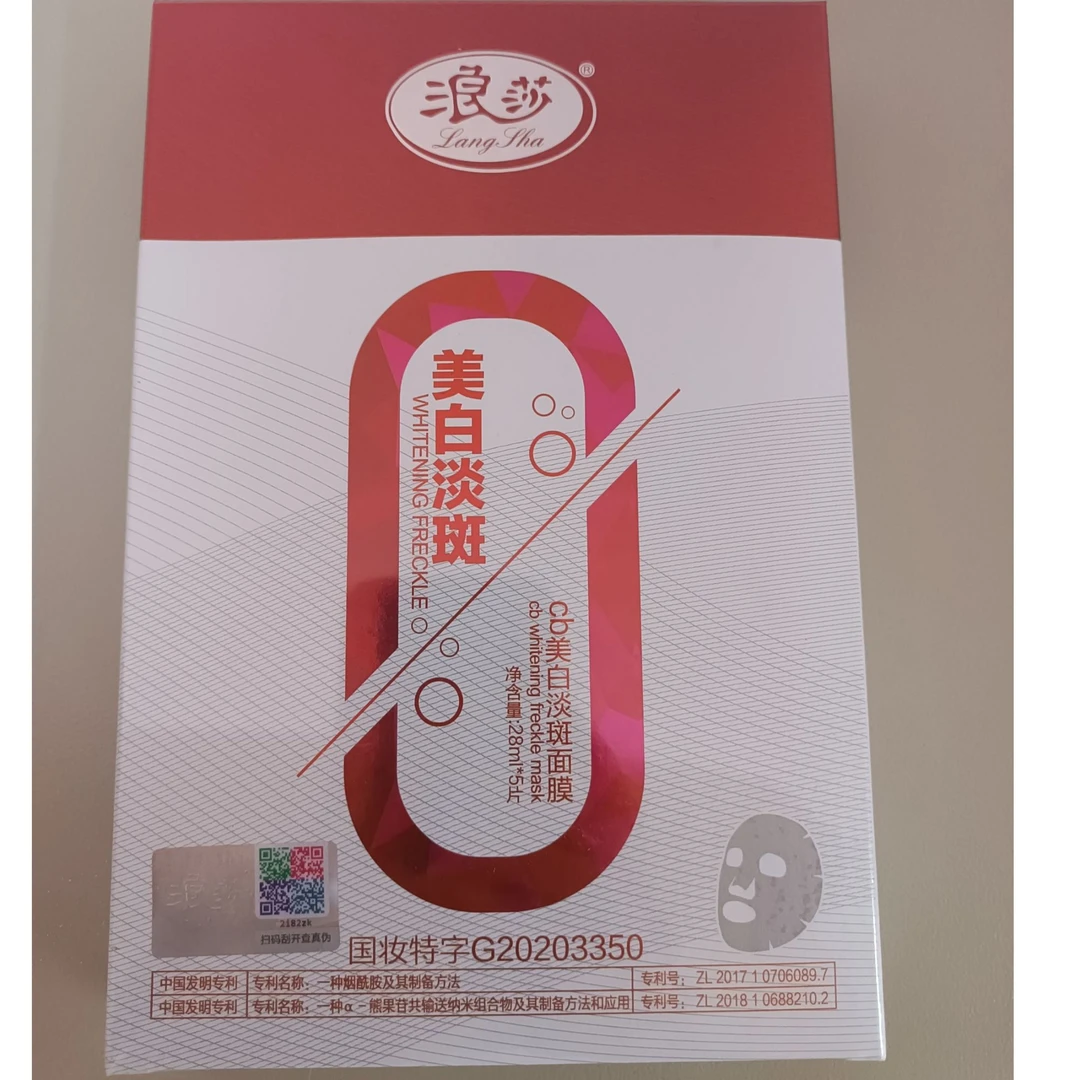 浪莎®
LangSha
美白淡斑
WHITENING FRECKLE
cb美白淡斑面膜
cb whitening freckle mask
净含量:28ml*5片
浪莎
2182zk
扫码刮开查真伪
国妆特字G20203350
中国发明专利 专利名称: 一种烟酰胺及其制备方法 专利号: ZL 2017 1 0706089.7
中国发明专利 专利名称: 一种α-熊果苷共输送纳米组合物及其制备方法和应用 专利号: ZL 2018 1 0688210.2